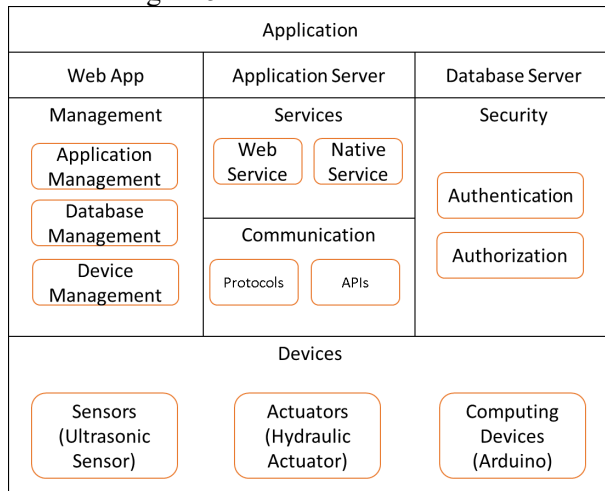 Application
Web App
Application Server
Database Server
Management
Application
Management
Database
Management
Device
Management
Services
Web
Service
Native
Service
Communication
Protocols
APIs
Security
Authentication
Authorization
Devices
Sensors
(Ultrasonic
Sensor)
Actuators
(Hydraulic
Actuator)
Computing
Devices
(Arduino)